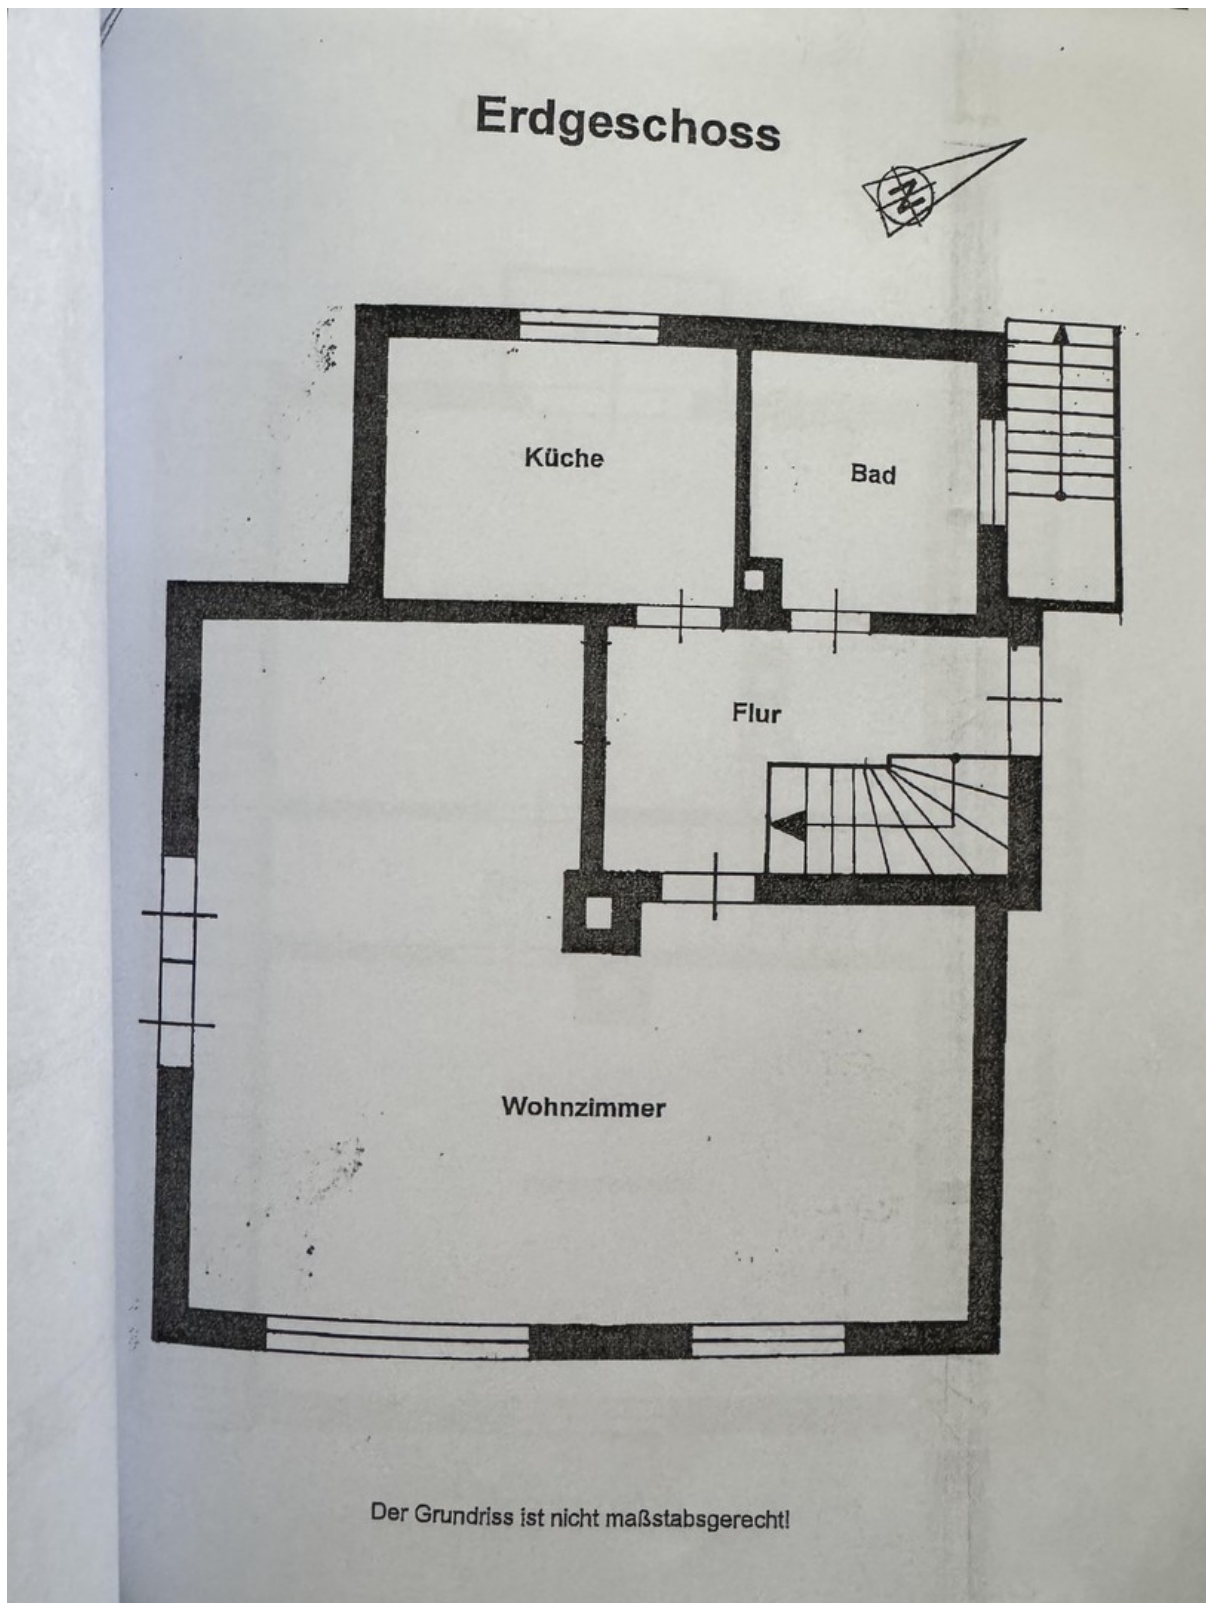 Erdgeschoss
N
Küche
Bad
Flur
Wohnzimmer
Der Grundriss ist nicht maßstabsgerecht!